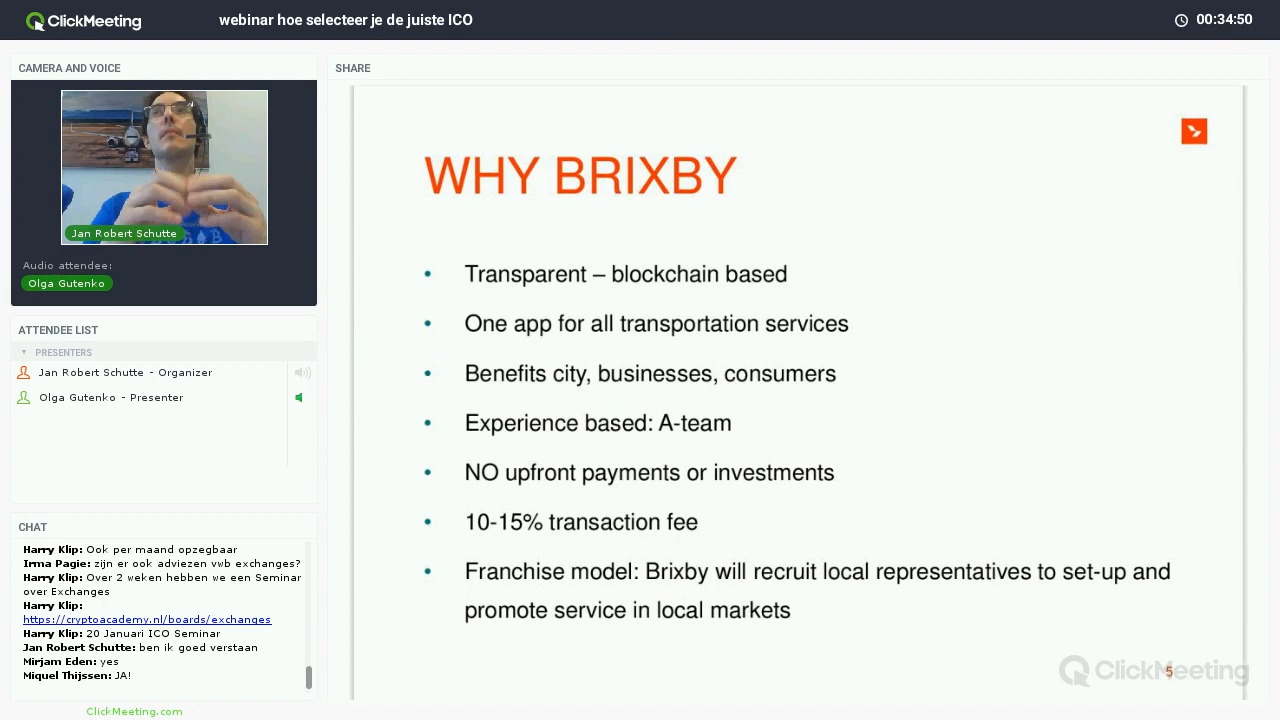 ClickMeeting
webinar hoe selecteer je de juiste ICO
00:34:50
CAMERA AND VOICE
Jan Robert Schutte
Audio attendee:
Olga Gutenko
ATTENDEE LIST
PRESENTERS
Jan Robert Schutte - Organizer
Olga Gutenko - Presenter
CHAT
Harry Klip: Ook per maand opzegbaar
Irma Pagie: zijn er ook adviezen vwb exchanges?
Harry Klip: Over 2 weken hebben we een Seminar
over Exchanges
Harry Klip:
https://cryptoacademy.nl/boards/exchanges
Harry Klip: 20 Januari ICO Seminar
Jan Robert Schutte: ben ik goed verstaan
Mirjam Eden: yes
Miquel Thijssen: JA!
ClickMeeting.com
SHARE
WHY BRIXBY
• Transparent – blockchain based
• One app for all transportation services
• Benefits city, businesses, consumers
• Experience based: A-team
• NO upfront payments or investments
• 10-15% transaction fee
• Franchise model: Brixby will recruit local representatives to set-up and
promote service in local markets
ClickMeeting
5